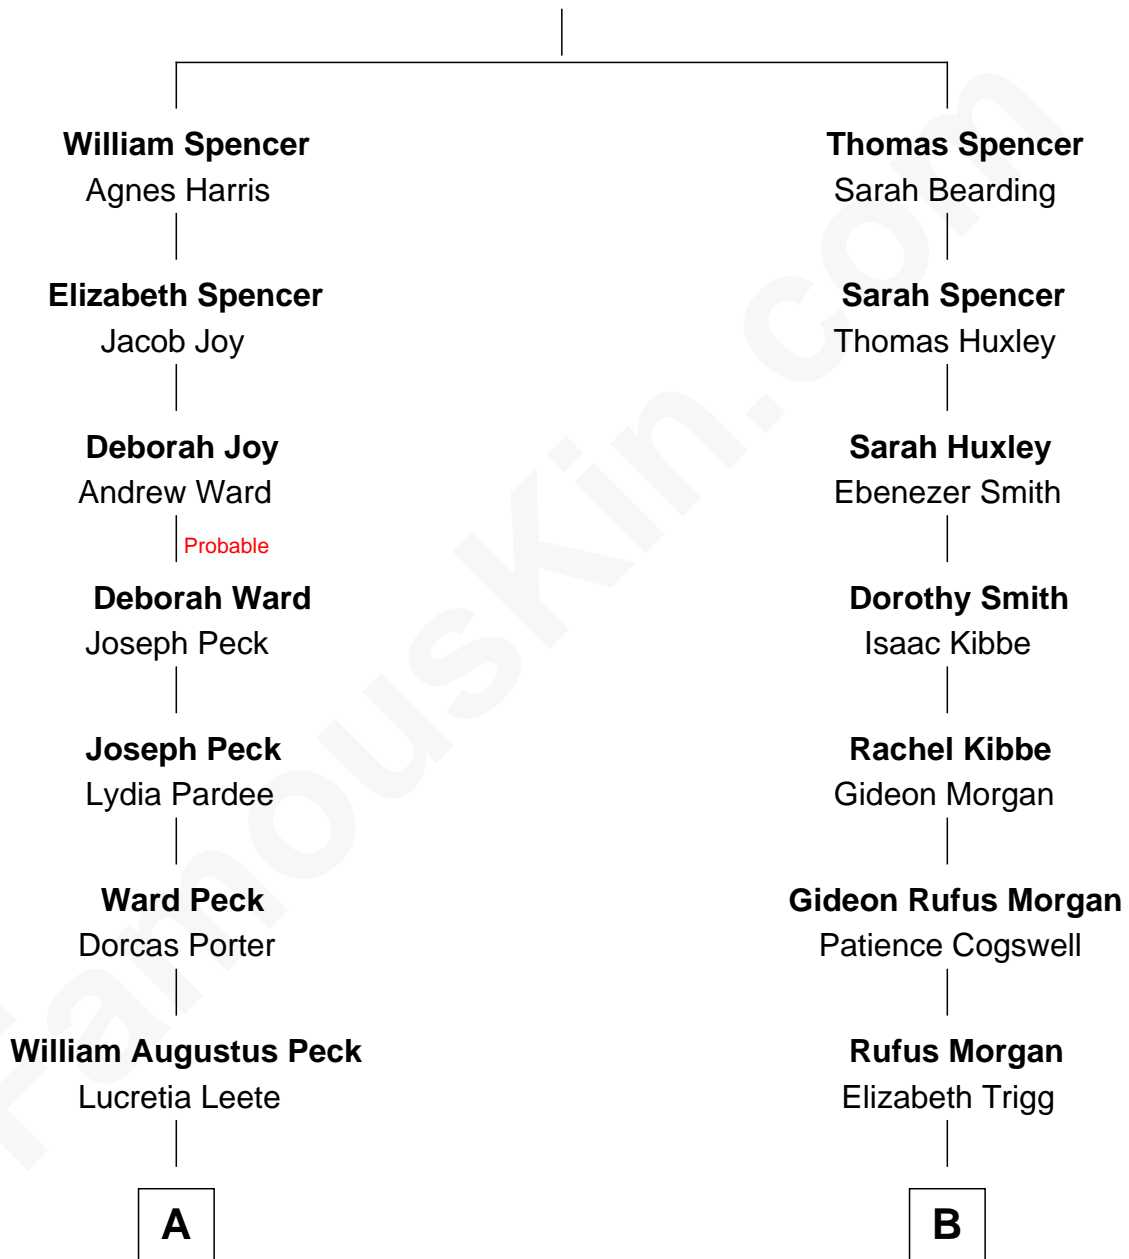 William Spencer
Agnes Harris
Elizabeth Spencer
Jacob Joy
Deborah Joy
Andrew Ward
Probable
Deborah Ward
Joseph Peck
Joseph Peck
Lydia Pardee
Ward Peck
Dorcas Porter
William Augustus Peck
Lucretia Leete
A
Thomas Spencer
Sarah Bearding
Sarah Spencer
Thomas Huxley
Sarah Huxley
Ebenezer Smith
Dorothy Smith
Isaac Kibbe
Rachel Kibbe
Gideon Morgan
Gideon Rufus Morgan
Patience Cogswell
Rufus Morgan
Elizabeth Trigg
B
FamousKin.com